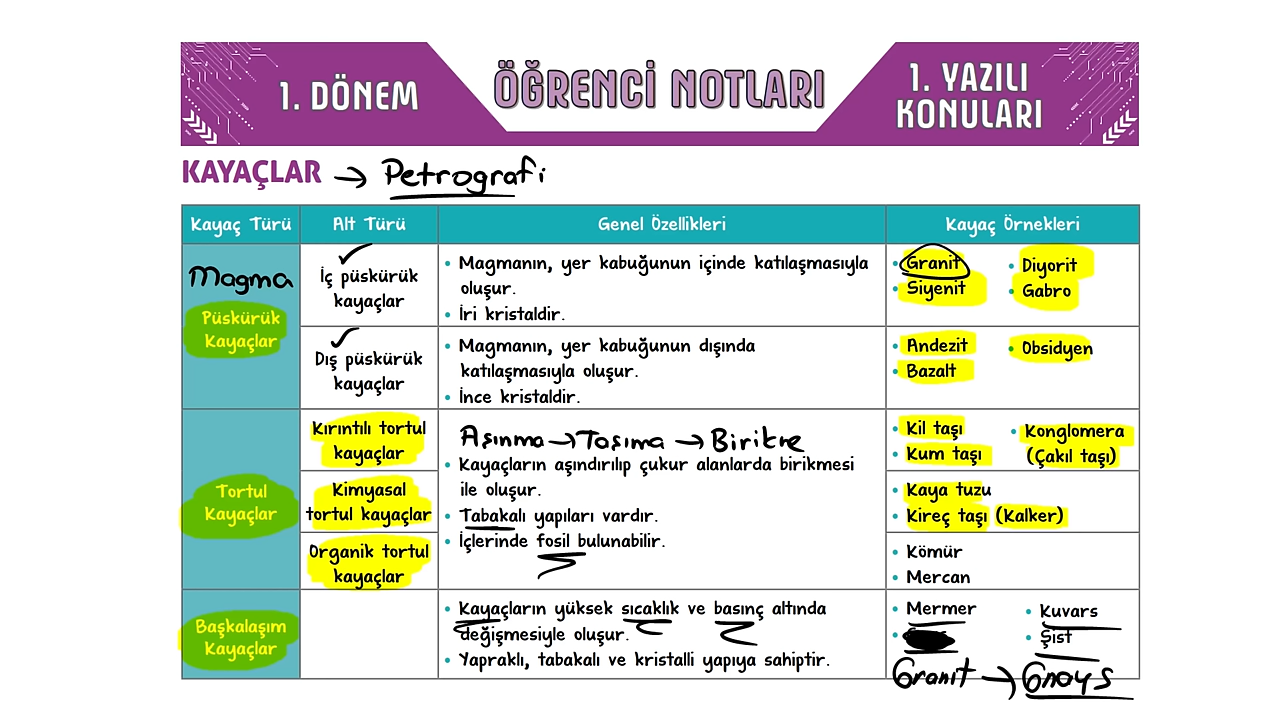 1. DÖNEM
ÖĞRENCİ NOTLARI
1. YAZILI
KONULARI
KAYAÇLAR → Petrografi
Kayaç Türü
Alt Türü
Genel Özellikleri
Kayaç Örnekleri
Magma
Püskürük
Kayaçlar
İç püskürük
kayaçlar
• Magmanın, yer kabuğunun içinde katılaşmasıyla
oluşur.
• İri kristaldir.
• Granit
• Siyenit
• Diyorit
• Gabro
Dış püskürük
kayaçlar
• Magmanın, yer kabuğunun dışında
katılaşmasıyla oluşur.
• İnce kristaldir.
• Andezit
• Bazalt
• Obsidyen
Tortul
Kayaçlar
Kırıntılı tortul
kayaçlar
Kimyasal
tortul kayaçlar
Organik tortul
kayaçlar
Aşınma → Taşıma → Birikre
• Kayaçların aşındırılıp çukur alanlarda birikmesi
ile oluşur.
• Tabakalı yapıları vardır.
• İçlerinde fosil bulunabilir.
• Kil taşı
• Kum taşı
• Konglomera
(Çakıl taşı)
• Kaya tuzu
• Kireç taşı (Kalker)
• Kömür
• Mercan
Başkalaşım
Kayaçlar
• Kayaçların yüksek sıcaklık ve basınç altında
değişmesiyle oluşur.
• Yapraklı, tabakalı ve kristalli yapıya sahiptir.
• Mermer
• Kuvars
• Şist
Granit → Gnays